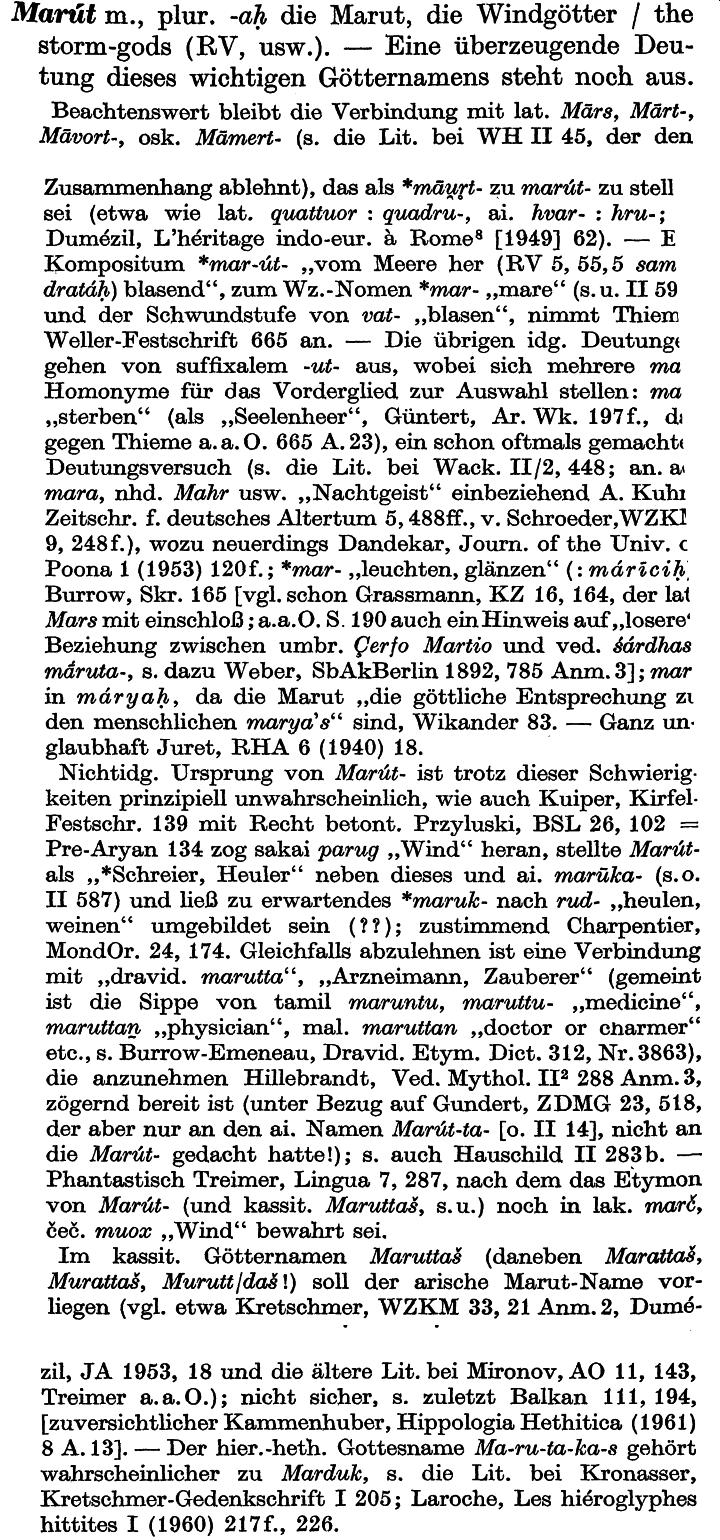 Marút m., plur. -aḥ die Marut, die Windgötter / the
storm-gods (RV, usw.). — Eine überzeugende Deu-
tung dieses wichtigen Götternamens steht noch aus.
Beachtenswert bleibt die Verbindung mit lat. Mārs, Mārt-,
Māvort-, osk. Māmert- (s. die Lit. bei WH II 45, der den
Zusammenhang ablehnt), das als *māu̯r̥t- zu marút- zu stell
sei (etwa wie lat. quattuor : quadru-, ai. hvar- : hru-;
Dumézil, L'héritage indo-eur. à Rome⁸ [1949] 62). — E
Kompositum *mar-út- „vom Meere her (RV 5, 55,5 sam
dratáḥ) blasend“, zum Wz.-Nomen *mar- „mare“ (s. u. II 59
und der Schwundstufe von vat- „blasen“, nimmt Thiem
Weller-Festschrift 665 an. — Die übrigen idg. Deutunge
gehen von suffixalem -ut- aus, wobei sich mehrere ma
Homonyme für das Vorderglied zur Auswahl stellen: ma
„sterben“ (als „Seelenheer“, Güntert, Ar. Wk. 197f., da
gegen Thieme a. a. O. 665 A. 23), ein schon oftmals gemachte
Deutungsversuch (s. die Lit. bei Wack. II/2, 448; an. a
mara, nhd. Mahr usw. „Nachtgeist“ einbeziehend A. Kuh
Zeitschr. f. deutsches Altertum 5, 488ff., v. Schroeder, WZK
9, 248f.), wozu neuerdings Dandekar, Journ. of the Univ. o
Poona 1 (1953) 120f.; *mar- „leuchten, glänzen“ (: márīciḥ
Burrow, Skr. 165 [vgl. schon Grassmann, KZ 16, 164, der lat
Mars mit einschloß; a.a.O. S. 190 auch ein Hinweis auf „losere“
Beziehung zwischen umbr. Çerfo Martio und ved. śárdhas
mā́ruta-, s. dazu Weber, SbAkBerlin 1892, 785 Anm. 3]; mar
in máryaḥ, da die Marut „die göttliche Entsprechung zu
den menschlichen marya's“ sind, Wikander 83. — Ganz un-
glaubhaft Juret, RHA 6 (1940) 18.
Nichtidg. Ursprung von Marút- ist trotz dieser Schwierig-
keiten prinzipiell unwahrscheinlich, wie auch Kuiper, Kirfel-
Festschr. 139 mit Recht betont. Przyluski, BSL 26, 102 =
Pre-Aryan 134 zog sakai parug „Wind“ heran, stellte Marút-
als „*Schreier, Heuler“ neben dieses und ai. marūka- (s. o.
II 587) und ließ zu erwartendes *maruk- nach rud- „heulen,
weinen“ umgebildet sein (??); zustimmend Charpentier,
MondOr. 24, 174. Gleichfalls abzulehnen ist eine Verbindung
mit „dravid. marutta“, „Arzneimann, Zauberer“ (gemeint
ist die Sippe von tamil maruntu, maruttu- „medicine“,
maruttaṉ „physician“, mal. maruttan „doctor or charmer“
etc., s. Burrow-Emeneau, Dravid. Etym. Dict. 312, Nr. 3863),
die anzunehmen Hillebrandt, Ved. Mythol. II² 288 Anm. 3,
zögernd bereit ist (unter Bezug auf Gundert, ZDMG 23, 518,
der aber nur an den ai. Namen Marút-ta- [o. II 14], nicht an
die Marút- gedacht hatte!); s. auch Hauschild II 283b. —
Phantastisch Treimer, Lingua 7, 287, nach dem das Etymon
von Marút- (und kassit. Maruttaš, s.u.) noch in lak. marč,
čeč. muox „Wind“ bewahrt sei.
Im kassit. Götternamen Maruttaš (daneben Marattaš,
Murattaš, Murutt/daš!) soll der arische Marut-Name vor-
liegen (vgl. etwa Kretschmer, WZKM 33, 21 Anm. 2, Dumé-
zil, JA 1953, 18 und die ältere Lit. bei Mironov, AO 11, 143,
Treimer a. a. O.); nicht sicher, s. zuletzt Balkan 111, 194,
[zuversichtlicher Kammenhuber, Hippologia Hethitica (1961)
8 A. 13]. — Der hier.-heth. Gottesname Ma-ru-ta-ka-s gehört
wahrscheinlicher zu Marduk, s. die Lit. bei Kronasser,
Kretschmer-Gedenkschrift I 205; Laroche, Les hiéroglyphes
hittites I (1960) 217f., 226.